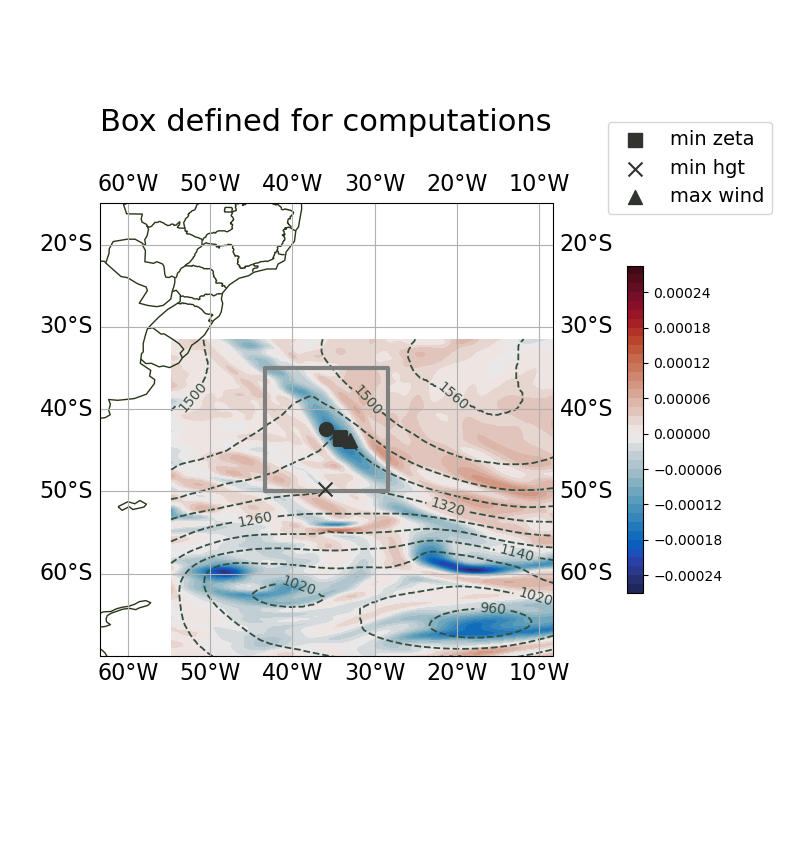 Box defined for computations
min zeta
min hgt
max wind
60°W 50°W 40°W 30°W 20°W 10°W
20°S 20°S
30°S 30°S
40°S 40°S
50°S 50°S
60°S 60°S
60°W 50°W 40°W 30°W 20°W 10°W
1500
1500
1560
1320
1260
1140
1020
1020
960
0.00024
0.00018
0.00012
0.00006
0.00000
−0.00006
−0.00012
−0.00018
−0.00024